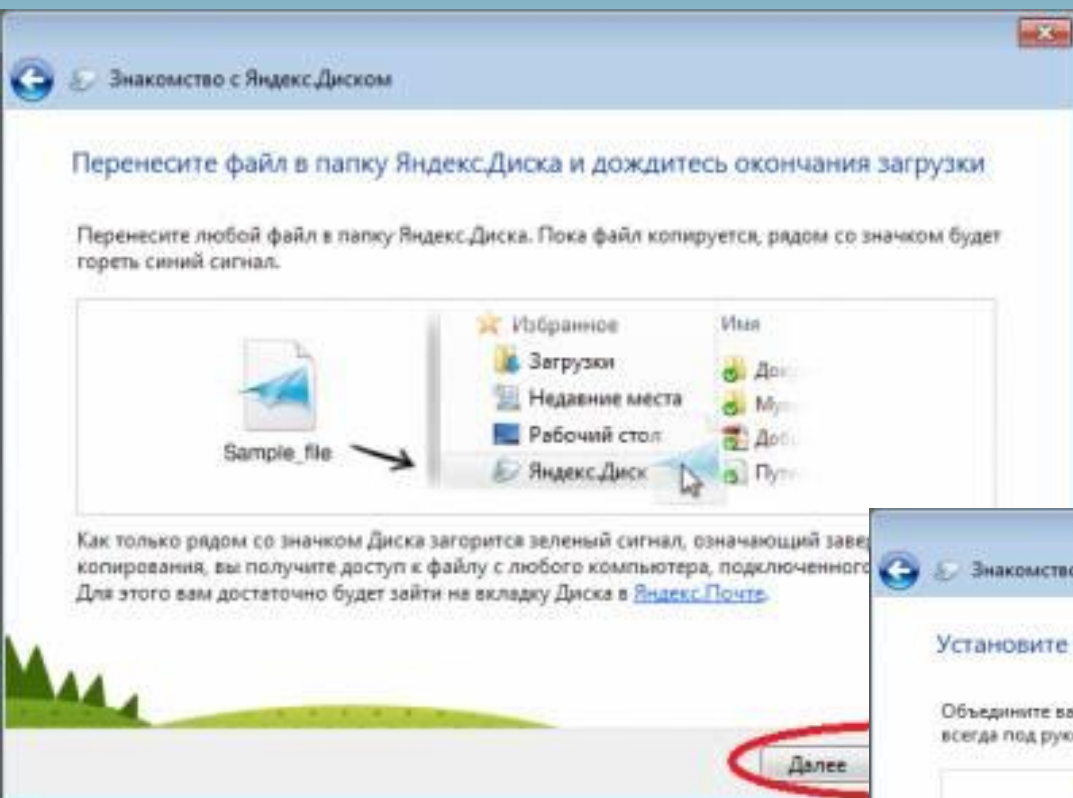 Знакомство с Яндекс.Диском
Перенесите файл в папку Яндекс.Диска и дождитесь окончания загрузки
Перенесите любой файл в папку Яндекс.Диска. Пока файл копируется, рядом со значком будет
гореть синий сигнал.
Избранное
Имя
Загрузки
Недавние места
Рабочий стол
Яндекс.Диск
Sample_file
Как только рядом со значком Диска загорится зеленый сигнал, означающий
копирования, вы получите доступ к файлу с любого компьютера, подключенного
Для этого вам достаточно будет зайти на вкладку Диска в Яндекс.Почте.
Далее
Знакомство
Установите
Объедините
всегда под